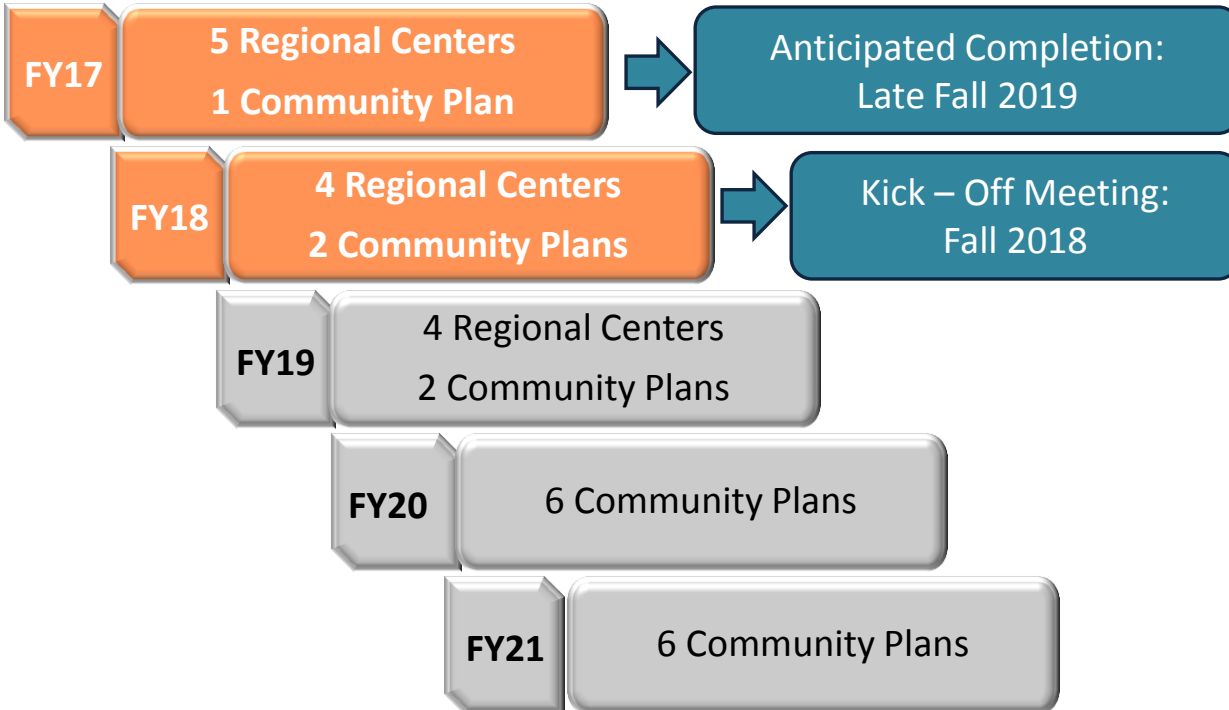 FY17
5 Regional Centers
1 Community Plan
Anticipated Completion:
Late Fall 2019
FY18
4 Regional Centers
2 Community Plans
Kick – Off Meeting:
Fall 2018
FY19
4 Regional Centers
2 Community Plans
FY20
6 Community Plans
FY21
6 Community Plans